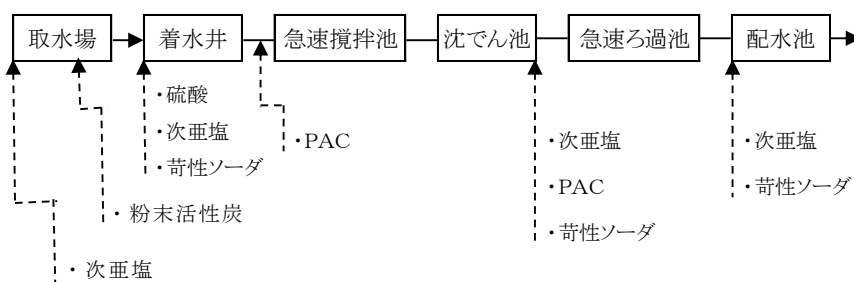 取水場
着水井
急速撹拌池
沈でん池
急速ろ過池
配水池
・硫酸
・次亜塩
・苛性ソーダ
・PAC
・次亜塩
・PAC
・苛性ソーダ
・次亜塩
・苛性ソーダ
・粉末活性炭
・次亜塩